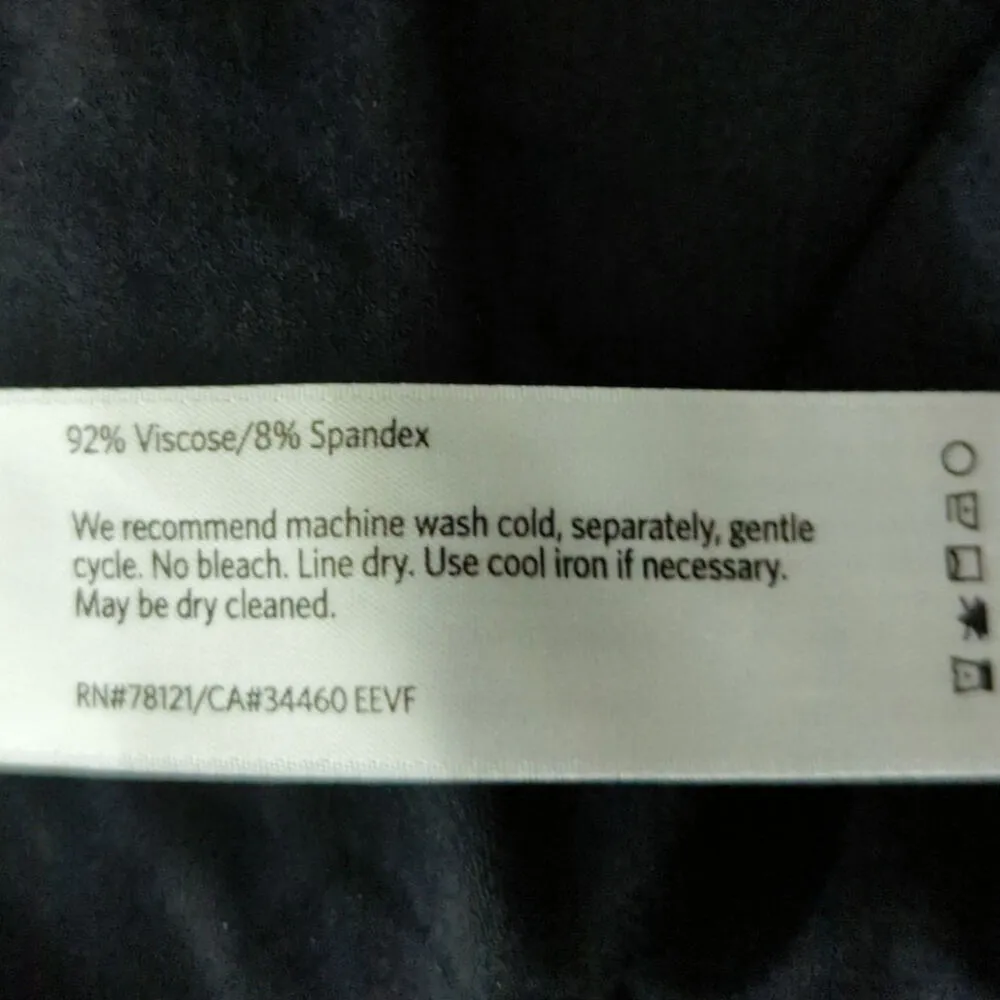 92% Viscose/8% Spandex
We recommend machine wash cold, separately, gentle
cycle. No bleach. Line dry. Use cool iron if necessary.
May be dry cleaned.
RN#78121/CA#34460 EEVF